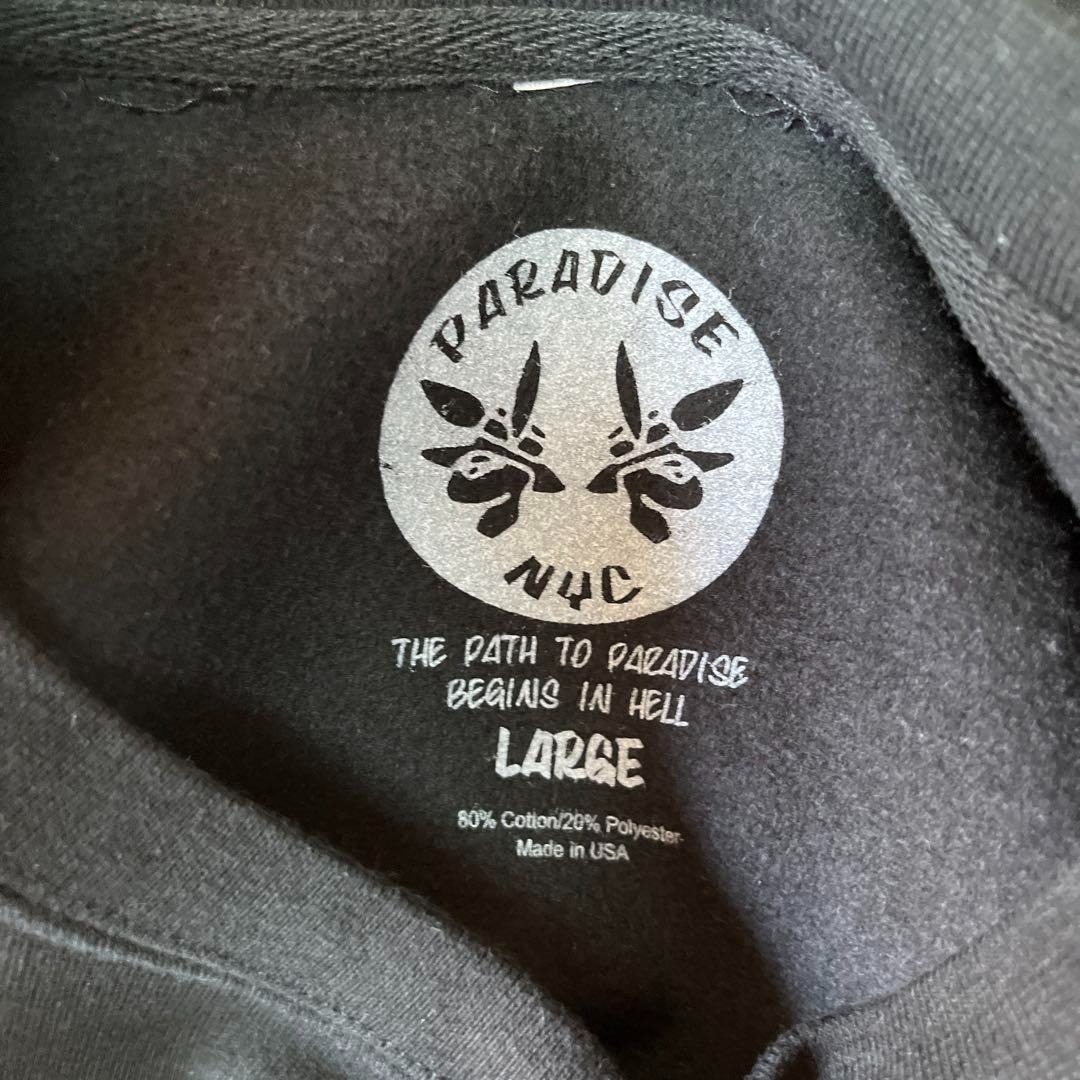 PARADISE
NYC
THE PATH TO PARADISE
BEGINS IN HELL
LARGE
80% Cotton/20% Polyester
Made in USA